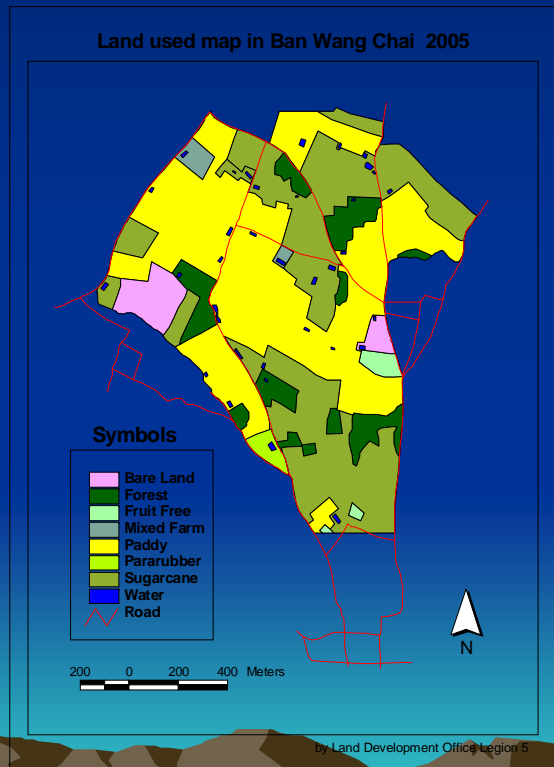 Land used map in Ban Wang Chai 2005
Symbols
Bare Land
Forest
Fruit Free
Mixed Farm
Paddy
Pararubber
Sugarcane
Water
Road
N
200 0 200 400 Meters
by Land Development Office Legion 5